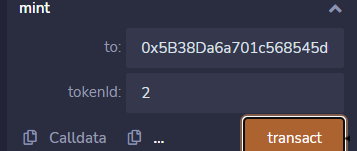 mint
to: 0x5B38Da6a701c568545d
tokenId: 2
Calldata ... transact